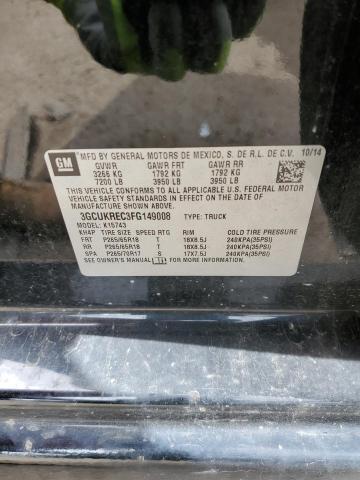 GM
MFD BY GENERAL MOTORS DE MEXICO, S. DE R.L. DE C.V. 10/14
GVWR GAWR FRT GAWR RR
3266 KG 1792 KG 1792 KG
7200 LB 3950 LB 3950 LB
THIS VEHICLE CONFORMS TO ALL APPLICABLE U.S. FEDERAL MOTOR
VEHICLE SAFETY STANDARDS IN EFFECT ON THE DATE OF
MANUFACTURE SHOWN ABOVE.
3GCUKREC3FG149008 TYPE: TRUCK
MODEL: K15743
KH4P TIRE SIZE SPEED RTG RIM COLD TIRE PRESSURE
FRT P265/65R18 T 18X8.5J 240KPA(35PSI)
RR P265/65R18 T 18X8.5J 240KPA(35PSI)
SPA P265/70R17 S 17X7.5J 240KPA(35PSI)
SEE OWNER'S MANUAL FOR MORE INFORMATION.